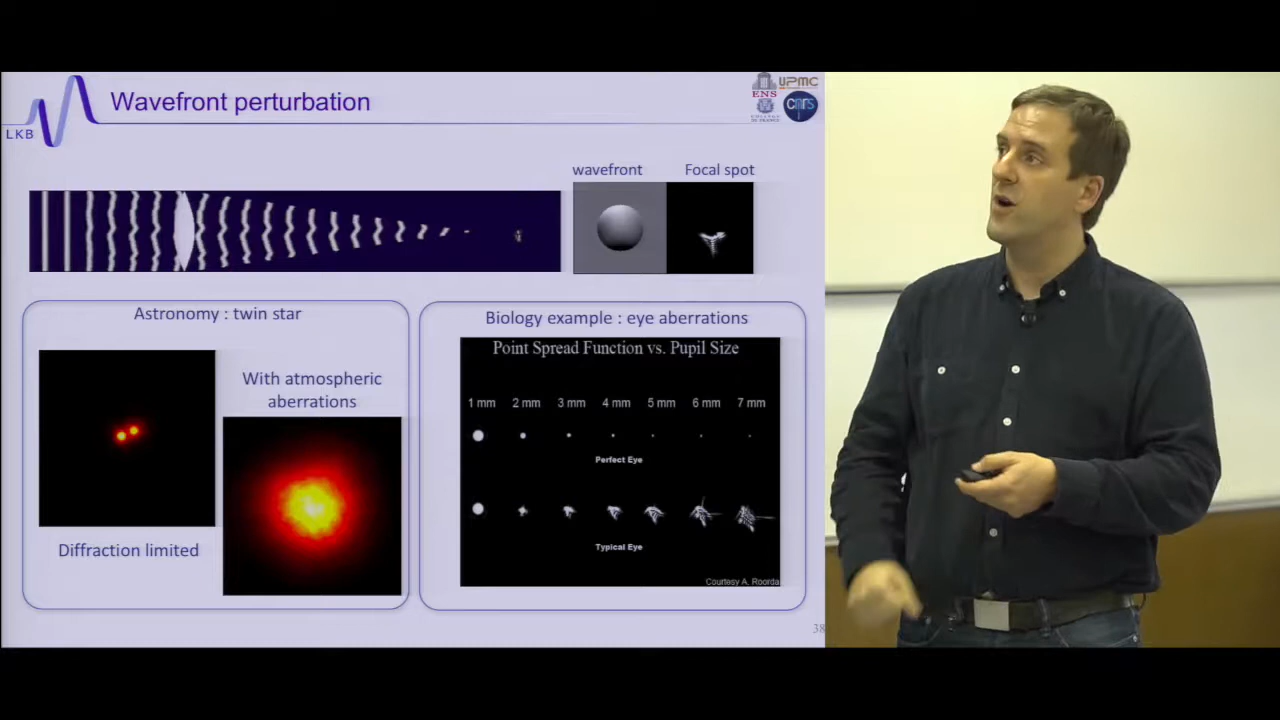 Wavefront perturbation
LKB
UPMC
ENS
cnrs
wavefront
Focal spot
Astronomy : twin star
With atmospheric
aberrations
Diffraction limited
Biology example : eye aberrations
Point Spread Function vs. Pupil Size
1 mm 2 mm 3 mm 4 mm 5 mm 6 mm 7 mm
Perfect Eye
Typical Eye
Courtesy A. Roorda
38